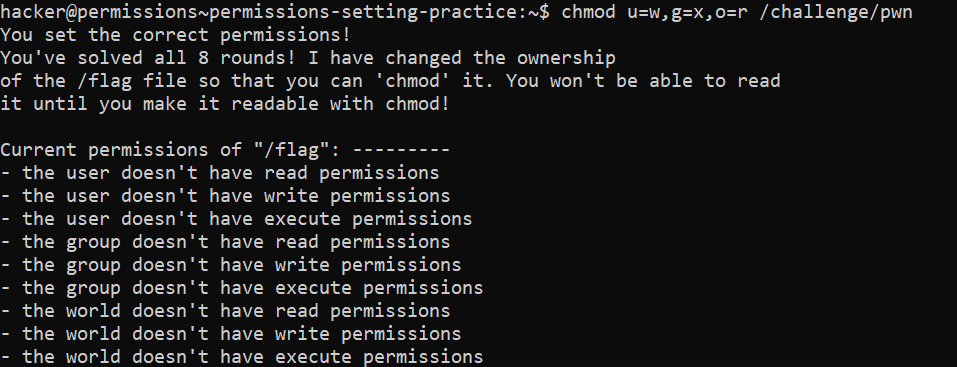 hacker@permissions~permissions-setting-practice:~$ chmod u=w,g=x,o=r /challenge/pwn
You set the correct permissions!
You've solved all 8 rounds! I have changed the ownership
of the /flag file so that you can 'chmod' it. You won't be able to read
it until you make it readable with chmod!

Current permissions of "/flag": ---------
- the user doesn't have read permissions
- the user doesn't have write permissions
- the user doesn't have execute permissions
- the group doesn't have read permissions
- the group doesn't have write permissions
- the group doesn't have execute permissions
- the world doesn't have read permissions
- the world doesn't have write permissions
- the world doesn't have execute permissions